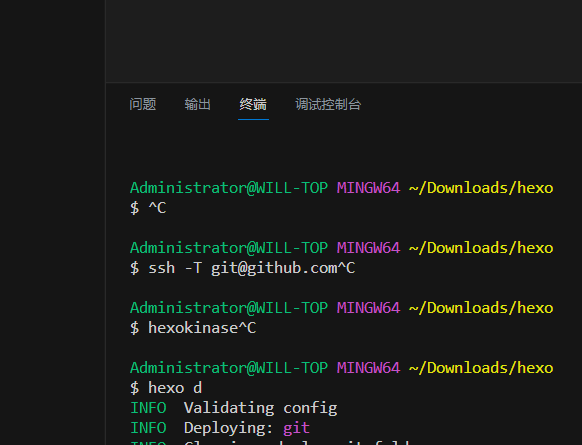 问题 输出 终端 调试控制台
Administrator@WILL-TOP MINGW64 ~/Downloads/hexo
$ ^C
Administrator@WILL-TOP MINGW64 ~/Downloads/hexo
$ ssh -T git@github.com^C
Administrator@WILL-TOP MINGW64 ~/Downloads/hexo
$ hexokinase^C
Administrator@WILL-TOP MINGW64 ~/Downloads/hexo
$ hexo d
INFO Validating config
INFO Deploying: git
INFO